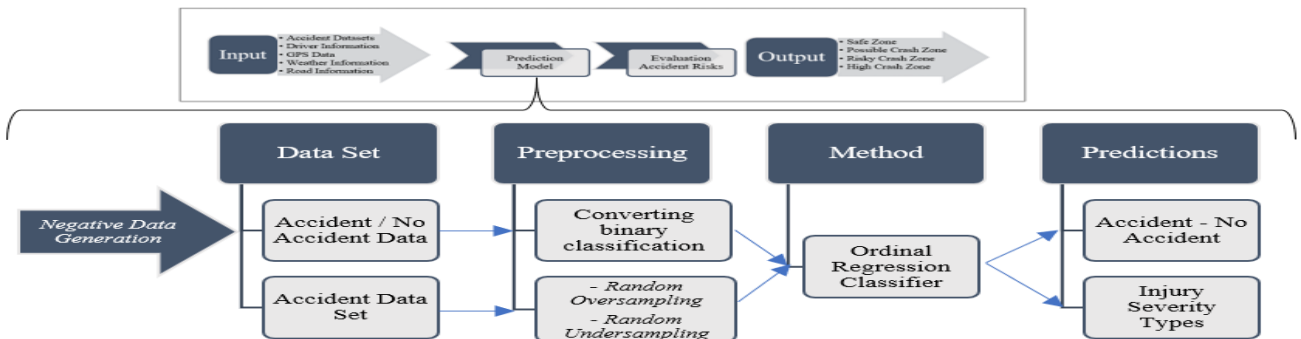 Input
• Accident Datasets
• Driver Information
• GPS Data
• Weather Information
• Road Information
Prediction
Model
Evaluation
Accident Risks
Output
• Safe Zone
• Possible Crash Zone
• Risky Crash Zone
• High Crash Zone
Negative Data
Generation
Data Set
Accident / No
Accident Data
Accident Data
Set
Preprocessing
Converting
binary
classification
- Random
Oversampling
- Random
Undersampling
Method
Ordinal
Regression
Classifier
Predictions
Accident - No
Accident
Injury
Severity
Types